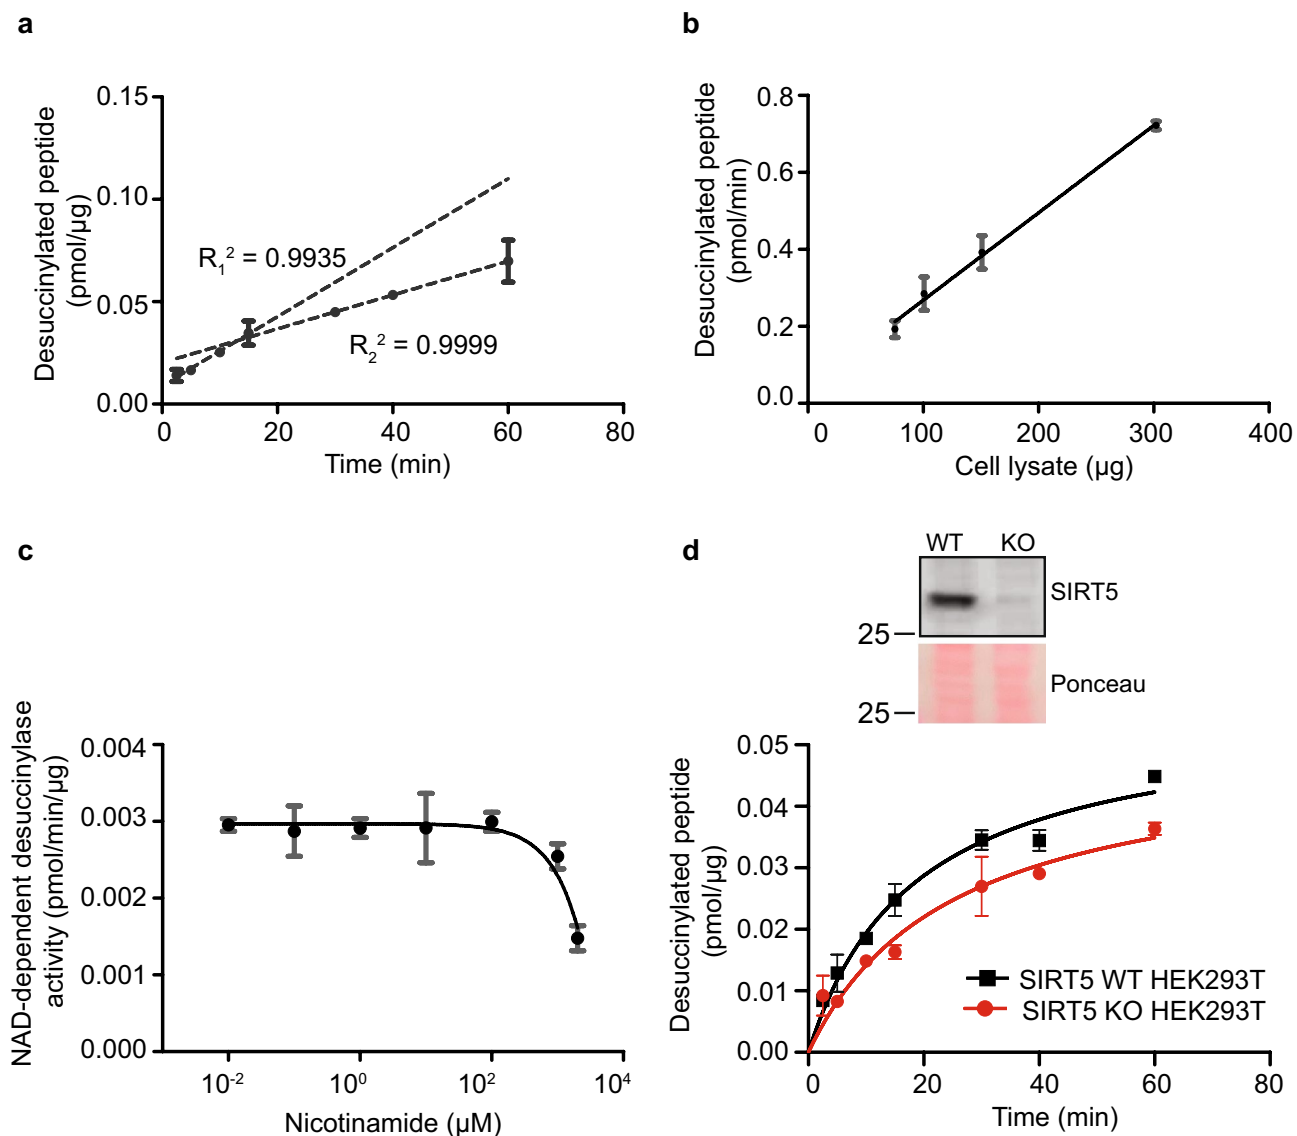 a
Desuccinylated peptide
(pmol/µg)
0.15
0.10
0.05
0.00
R₁² = 0.9935
R₂² = 0.9999
0 20 40 60 80
Time (min)
b
Desuccinylated peptide
(pmol/min)
0.8
0.6
0.4
0.2
0.0
0 100 200 300 400
Cell lysate (µg)
c
NAD-dependent desuccinylase
activity (pmol/min/µg)
0.004
0.003
0.002
0.001
0.000
10⁻² 10⁰ 10² 10⁴
Nicotinamide (µM)
d
WT KO
SIRT5
25
Ponceau
25
Desuccinylated peptide
(pmol/µg)
0.05
0.04
0.03
0.02
0.01
0.00
SIRT5 WT HEK293T
SIRT5 KO HEK293T
0 20 40 60 80
Time (min)